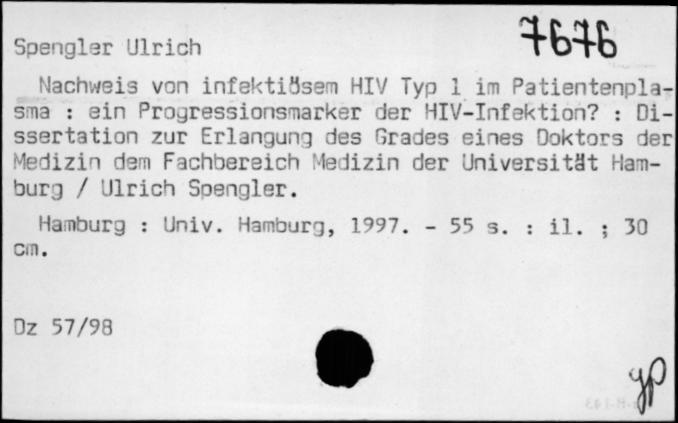 7676
Spengler Ulrich
Nachweis von infektiösem HIV Typ 1 im Patientenpla-
sma : ein Progressionsmarker der HIV-Infektion? : Di-
ssertation zur Erlangung des Grades eines Doktors der
Medizin dem Fachbereich Medizin der Universität Ham-
burg / Ulrich Spengler.
Hamburg : Univ. Hamburg, 1997. - 55 s. : il. ; 30
cm.
Dz 57/98